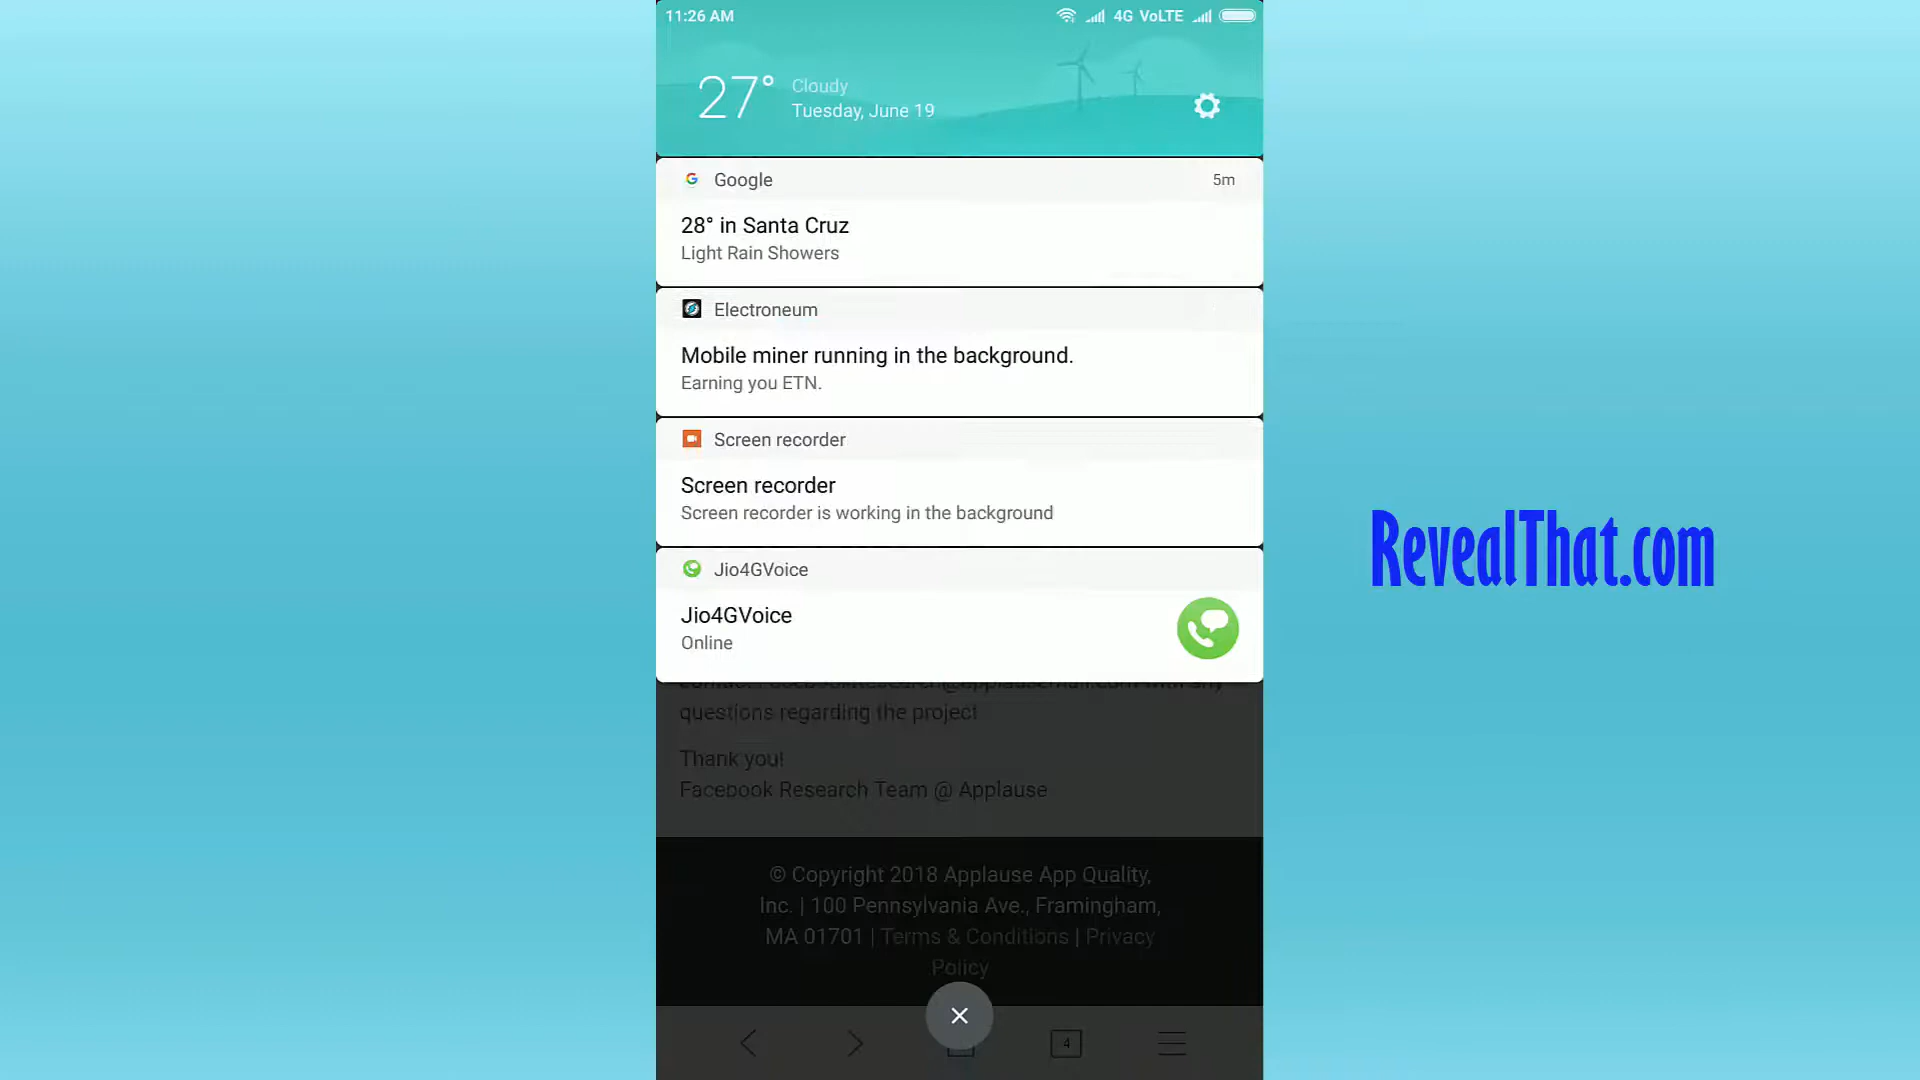 11:26 AM
4G VoLTE
27°
Cloudy
Tuesday, June 19
Google
5m
28° in Santa Cruz
Light Rain Showers
Electroneum
Mobile miner running in the background.
Earning you ETN.
Screen recorder
Screen recorder
Screen recorder is working in the background
RevealThat.com
Jio4GVoice
Jio4GVoice
Online
questions regarding the project
Thank you!
Facebook Research Team @ Applause
© Copyright 2018 Applause App Quality,
Inc. | 100 Pennsylvania Ave., Framingham,
MA 01701 | Terms & Conditions | Privacy
Policy
4